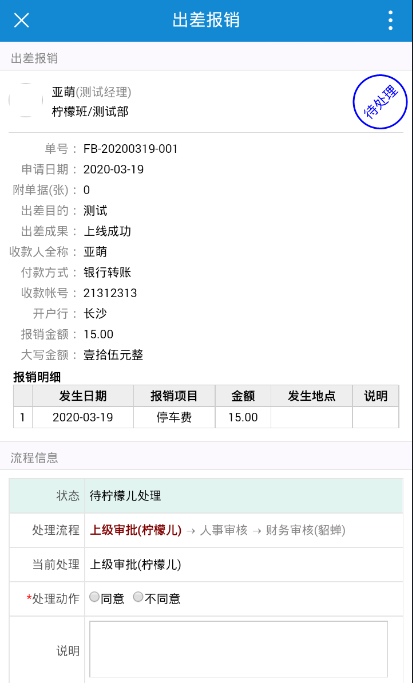 出差报销
出差报销
亚萌(测试经理)
柠檬班/测试部
待处理
单号： FB-20200319-001
申请日期： 2020-03-19
附单据(张)： 0
出差目的： 测试
出差成果： 上线成功
收款人全称： 亚萌
付款方式： 银行转账
收款帐号： 21312313
开户行： 长沙
报销金额： 15.00
大写金额： 壹拾伍元整
报销明细
发生日期 报销项目 金额 发生地点 说明
1 2020-03-19 停车费 15.00
流程信息
状态 待柠檬儿处理
处理流程 上级审批(柠檬儿) → 人事审核 → 财务审核(貂蝉)
当前处理 上级审批(柠檬儿)
*处理动作 同意 不同意
说明